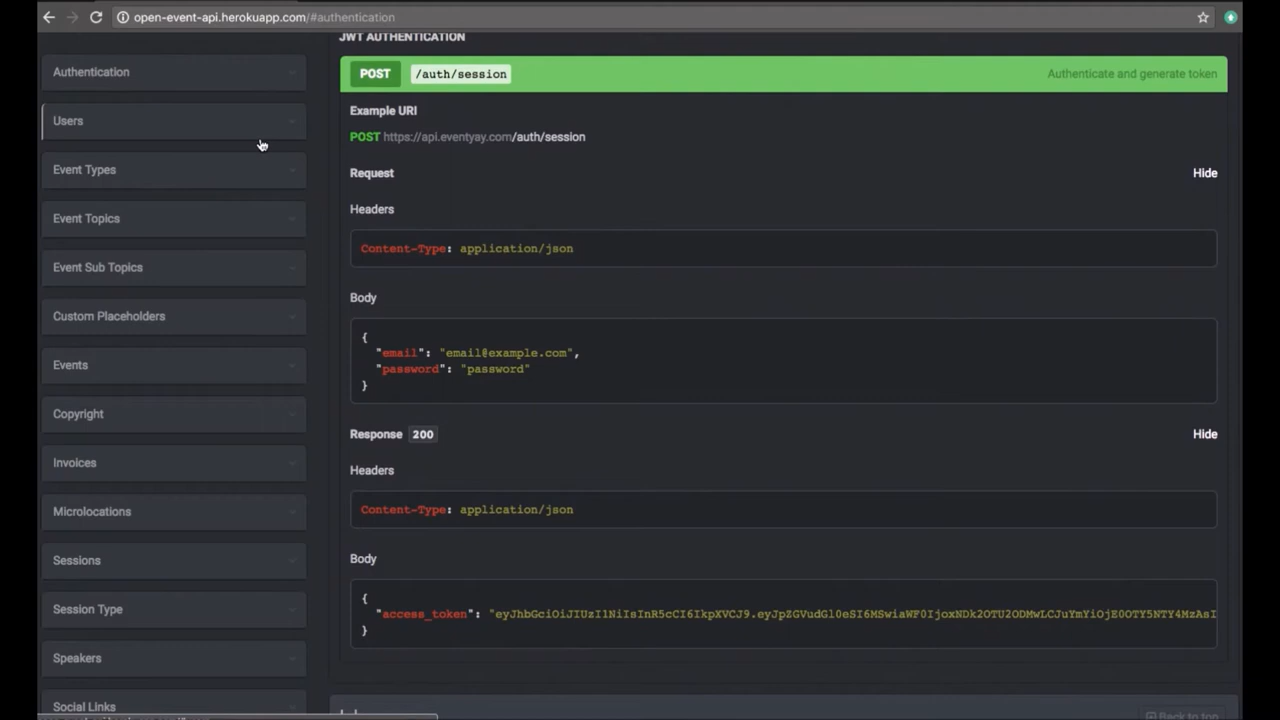 open-event-api.herokuapp.com/#authentication
Authentication
Users
Event Types
Event Topics
Event Sub Topics
Custom Placeholders
Events
Copyright
Invoices
Microlocations
Sessions
Session Type
Speakers
Social Links
JWT AUTHENTICATION
POST /auth/session Authenticate and generate token
Example URI
POST https://api.eventyay.com/auth/session
Request Hide
Headers
Content-Type: application/json
Body
{
"email": "email@example.com",
"password": "password"
}
Response 200 Hide
Headers
Content-Type: application/json
Body
{
"access_token": "eyJhbGciOiJIUzI1NiIsInR5cCI6IkpXVCJ9.eyJpZGVudGl0eSI6MSwiaWF0IjoxNDk2OTU2ODMwLCJuYmYiOjE0OTY5NTY4MzAsI
}
Back to top